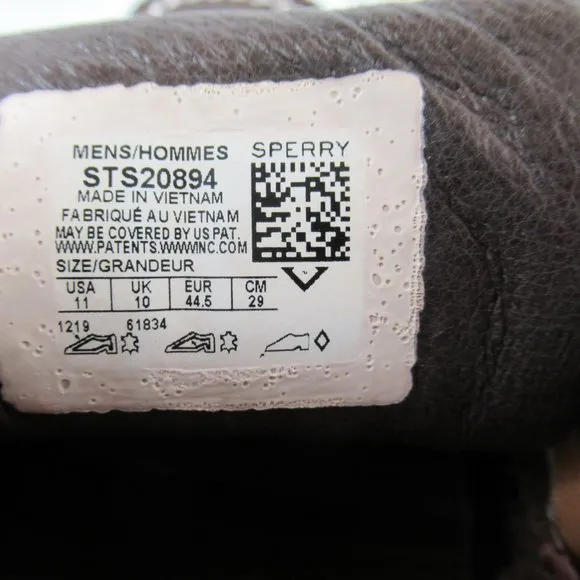 MENS/HOMMES SPERRY
STS20894
MADE IN VIETNAM
FABRIQUÉ AU VIETNAM
MAY BE COVERED BY US PAT.
WWW.PATENTS.WWWINC.COM
SIZE/GRANDEUR
USA UK EUR CM
11 10 44.5 29
1219 61834